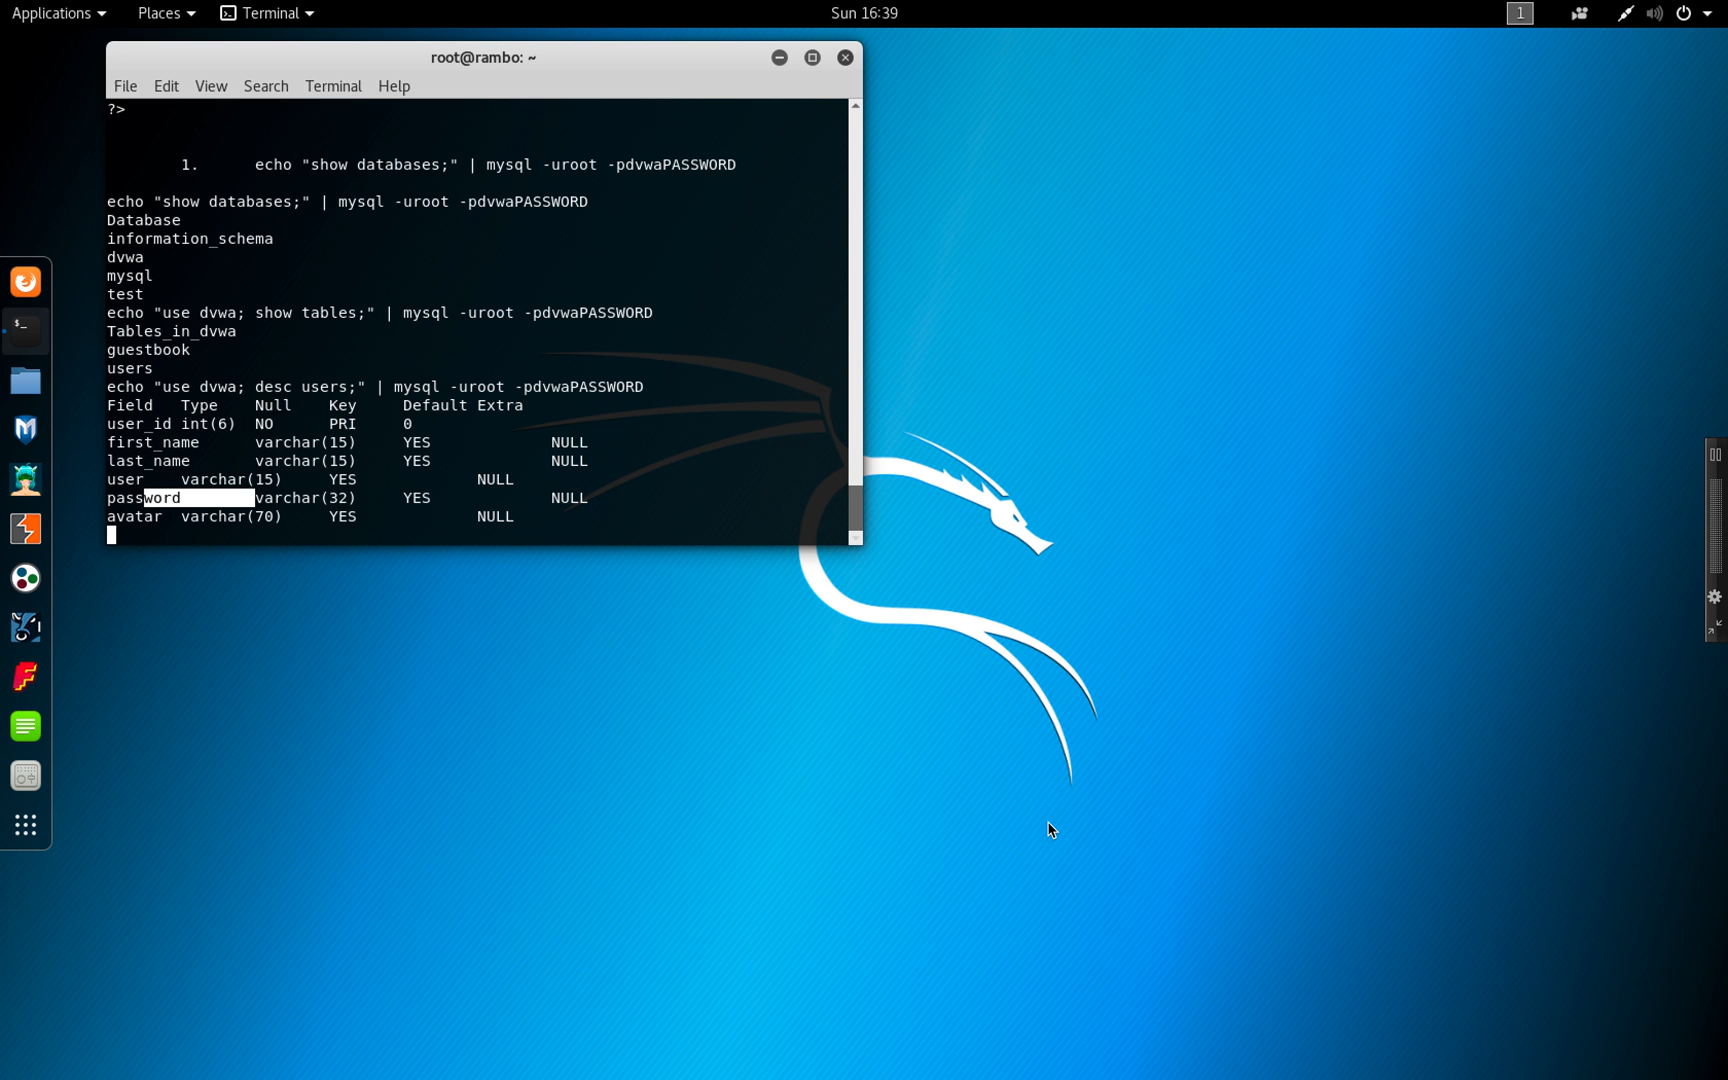 Applications Places Terminal Sun 16:39 1
root@rambo: ~
File Edit View Search Terminal Help
?>
1. echo "show databases;" | mysql -uroot -pdvwaPASSWORD
echo "show databases;" | mysql -uroot -pdvwaPASSWORD
Database
information_schema
dvwa
mysql
test
echo "use dvwa; show tables;" | mysql -uroot -pdvwaPASSWORD
Tables_in_dvwa
guestbook
users
echo "use dvwa; desc users;" | mysql -uroot -pdvwaPASSWORD
Field Type Null Key Default Extra
user_id int(6) NO PRI 0
first_name varchar(15) YES NULL
last_name varchar(15) YES NULL
user varchar(15) YES NULL
password varchar(32) YES NULL
avatar varchar(70) YES NULL